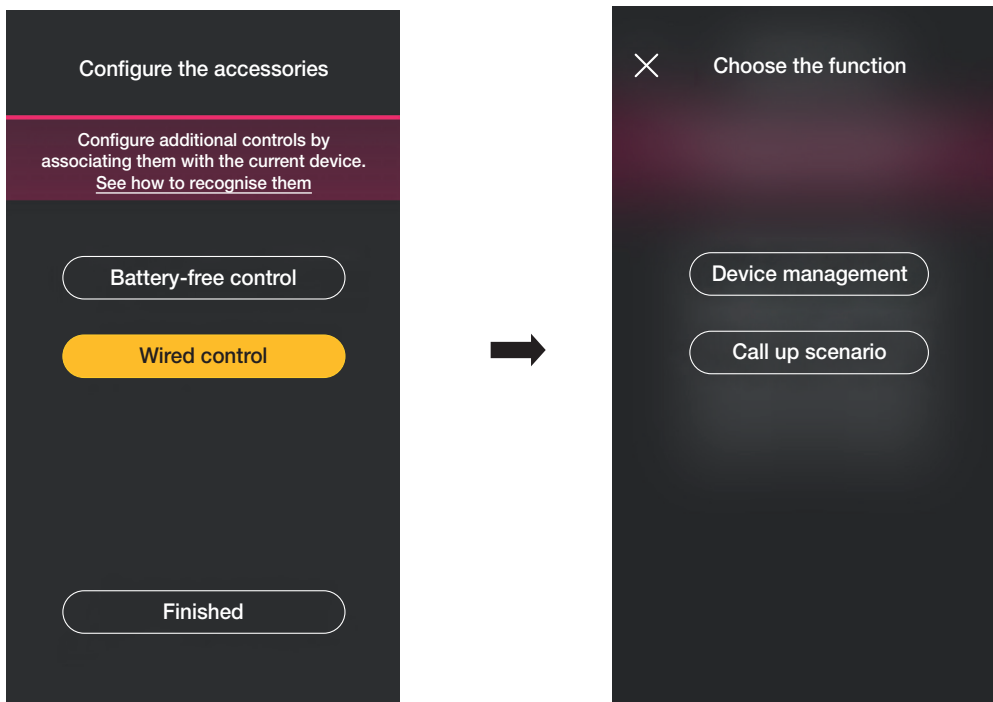 Configure the accessories
Configure additional controls by
associating them with the current device.
See how to recognise them
Battery-free control
Wired control
Finished
Choose the function
Device management
Call up scenario